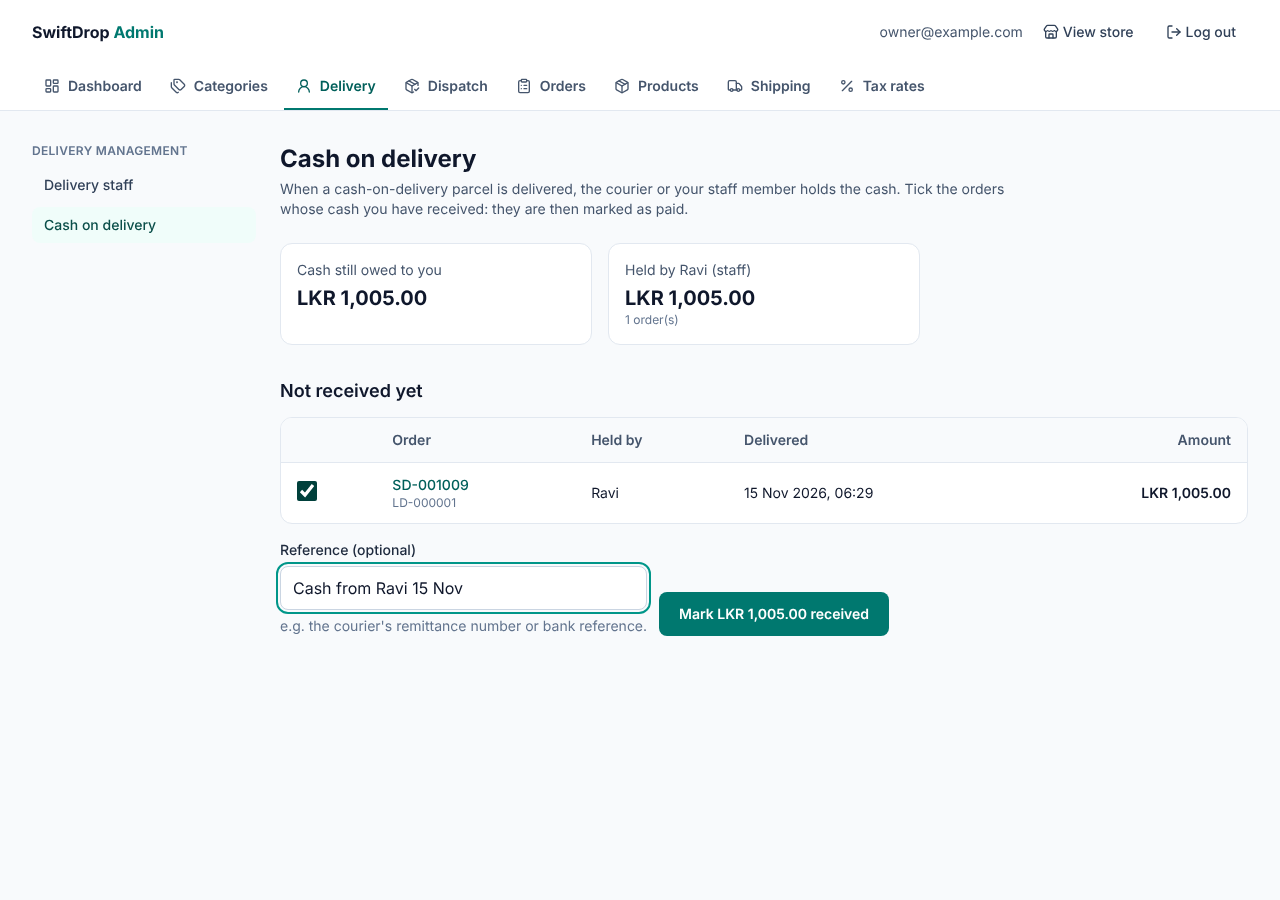 SwiftDrop Admin
owner@example.com View store Log out
Dashboard Categories Delivery Dispatch Orders Products Shipping Tax rates
DELIVERY MANAGEMENT
Delivery staff
Cash on delivery
Cash on delivery
When a cash-on-delivery parcel is delivered, the courier or your staff member holds the cash. Tick the orders
whose cash you have received: they are then marked as paid.
Cash still owed to you
LKR 1,005.00
Held by Ravi (staff)
LKR 1,005.00
1 order(s)
Not received yet
Order Held by Delivered Amount
SD-001009
LD-000001
Ravi 15 Nov 2026, 06:29 LKR 1,005.00
Reference (optional)
Cash from Ravi 15 Nov
e.g. the courier's remittance number or bank reference.
Mark LKR 1,005.00 received